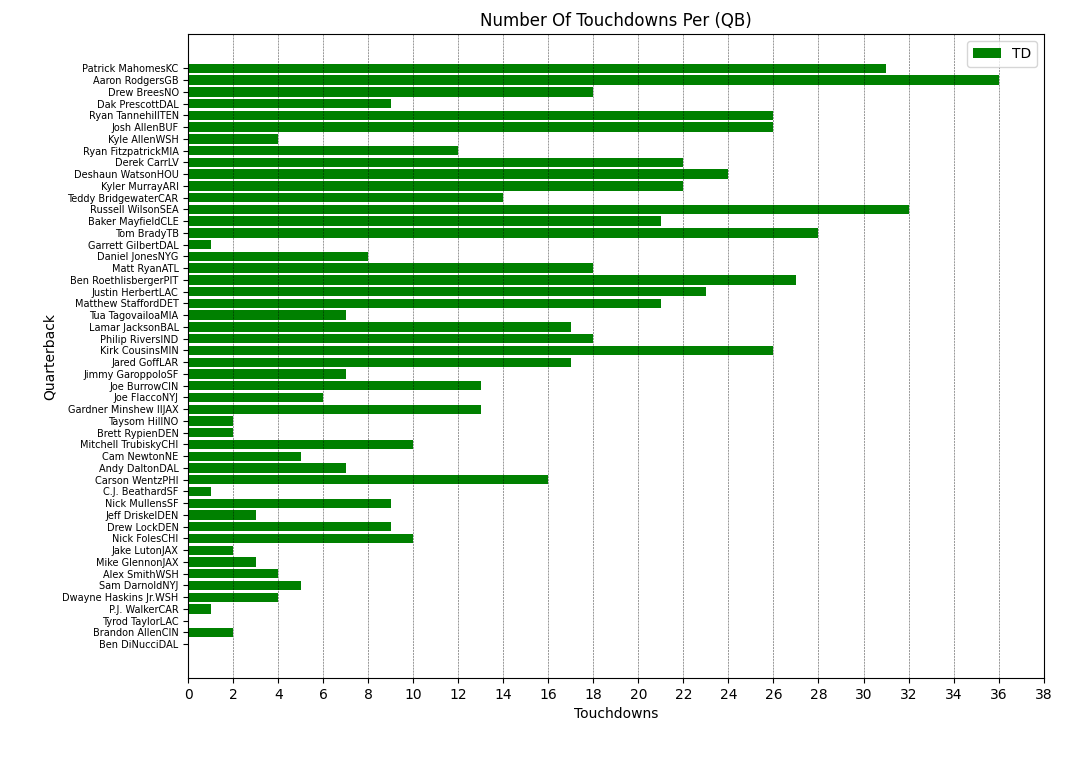 Number Of Touchdowns Per (QB)
TD
Patrick MahomesKC
Aaron RodgersGB
Drew BreesNO
Dak PrescottDAL
Ryan TannehillTEN
Josh AllenBUF
Kyle AllenWSH
Ryan FitzpatrickMIA
Derek CarrLV
Deshaun WatsonHOU
Kyler MurrayARI
Teddy BridgewaterCAR
Russell WilsonSEA
Baker MayfieldCLE
Tom BradyTB
Garrett GilbertDAL
Daniel JonesNYG
Matt RyanATL
Ben RoethlisbergerPIT
Justin HerbertLAC
Matthew StaffordDET
Tua TagovailoaMIA
Lamar JacksonBAL
Philip RiversIND
Kirk CousinsMIN
Jared GoffLAR
Jimmy GaroppoloSF
Joe BurrowCIN
Joe FlaccoNYJ
Gardner Minshew IIJAX
Taysom HillNO
Brett RypienDEN
Mitchell TrubiskyCHI
Cam NewtonNE
Andy DaltonDAL
Carson WentzPHI
C.J. BeathardSF
Nick MullensSF
Jeff DriskelDEN
Drew LockDEN
Nick FolesCHI
Jake LutonJAX
Mike GlennonJAX
Alex SmithWSH
Sam DarnoldNYJ
Dwayne Haskins Jr.WSH
P.J. WalkerCAR
Tyrod TaylorLAC
Brandon AllenCIN
Ben DiNucciDAL
Quarterback
0 2 4 6 8 10 12 14 16 18 20 22 24 26 28 30 32 34 36 38
Touchdowns